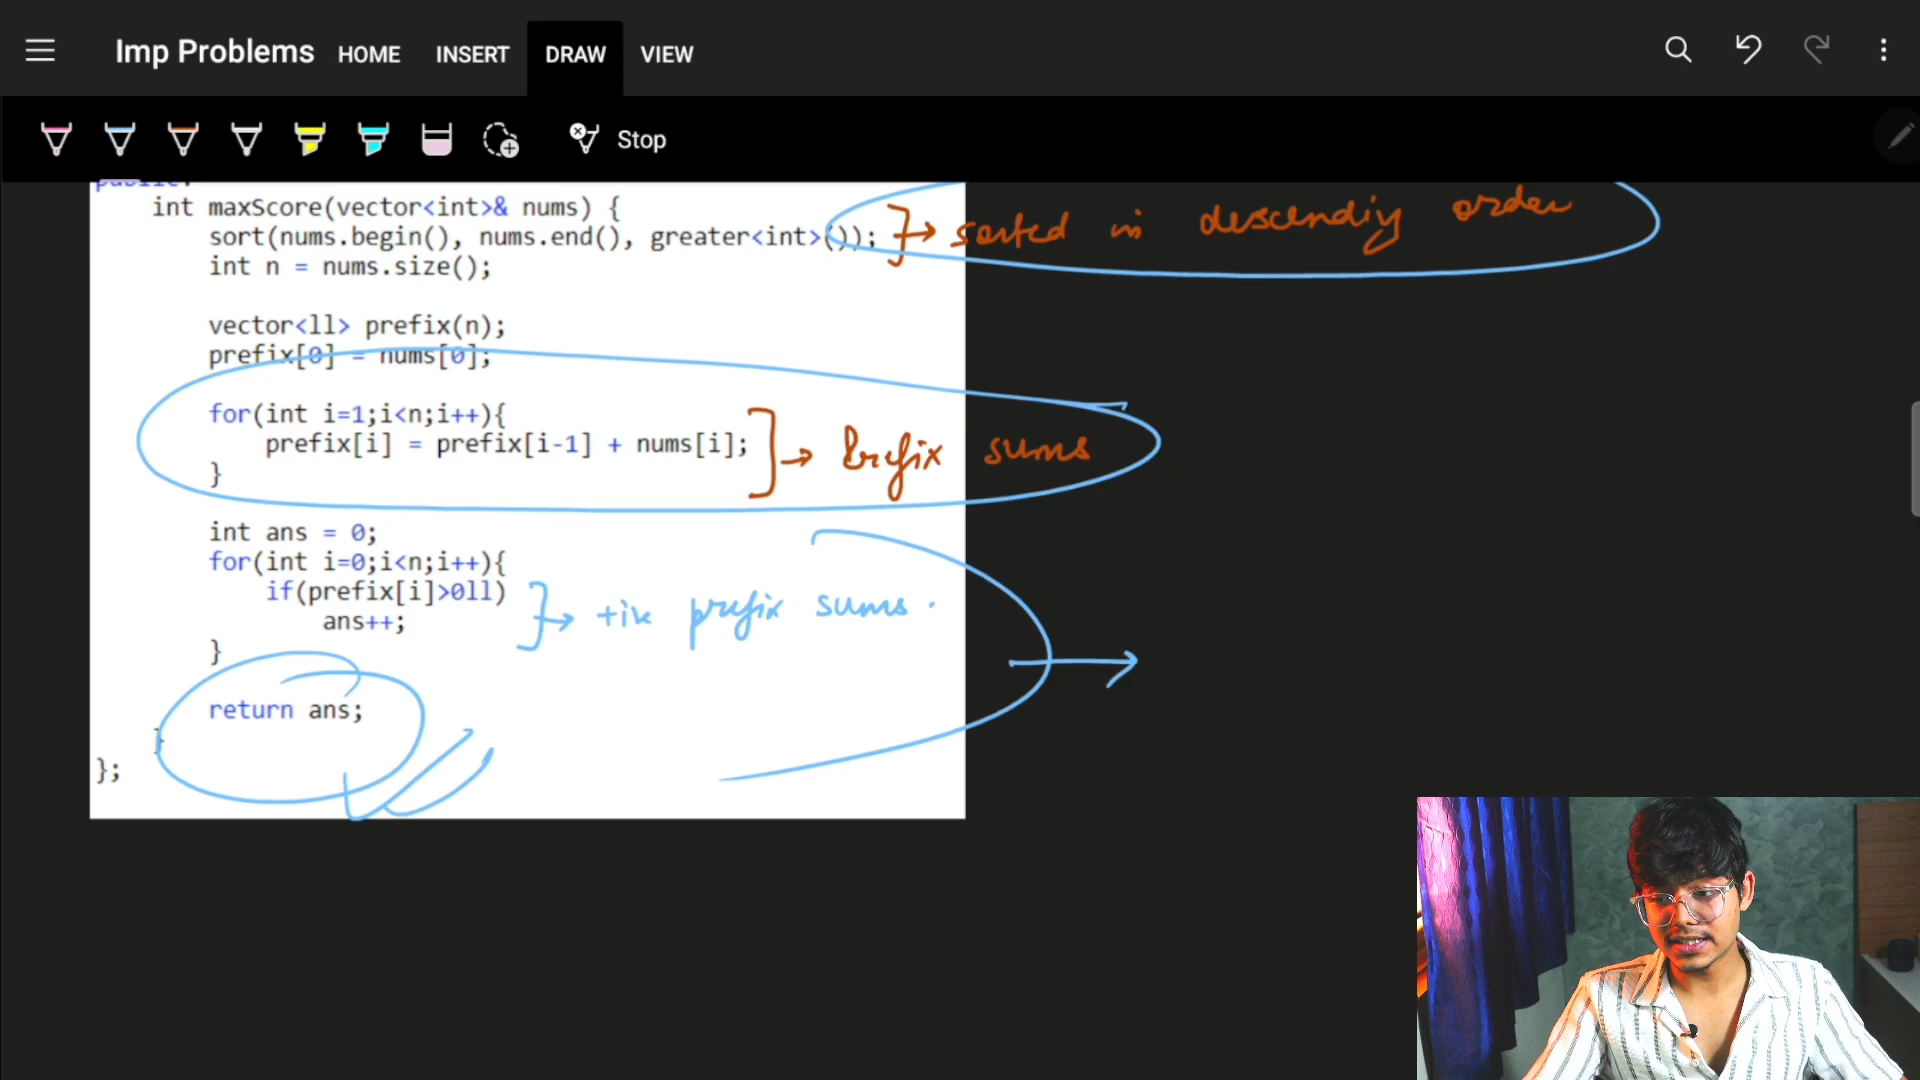 Imp Problems HOME INSERT DRAW VIEW
Stop
public:
int maxScore(vector<int>& nums) {
sort(nums.begin(), nums.end(), greater<int>()); → sorted in descending order
int n = nums.size();
vector<ll> prefix(n);
prefix[0] = nums[0];
for(int i=1;i<n;i++){
prefix[i] = prefix[i-1] + nums[i]; → Prefix sums
}
int ans = 0;
for(int i=0;i<n;i++){
if(prefix[i]>0ll)
ans++; → +ive prefix sums.
}
return ans;
}
};